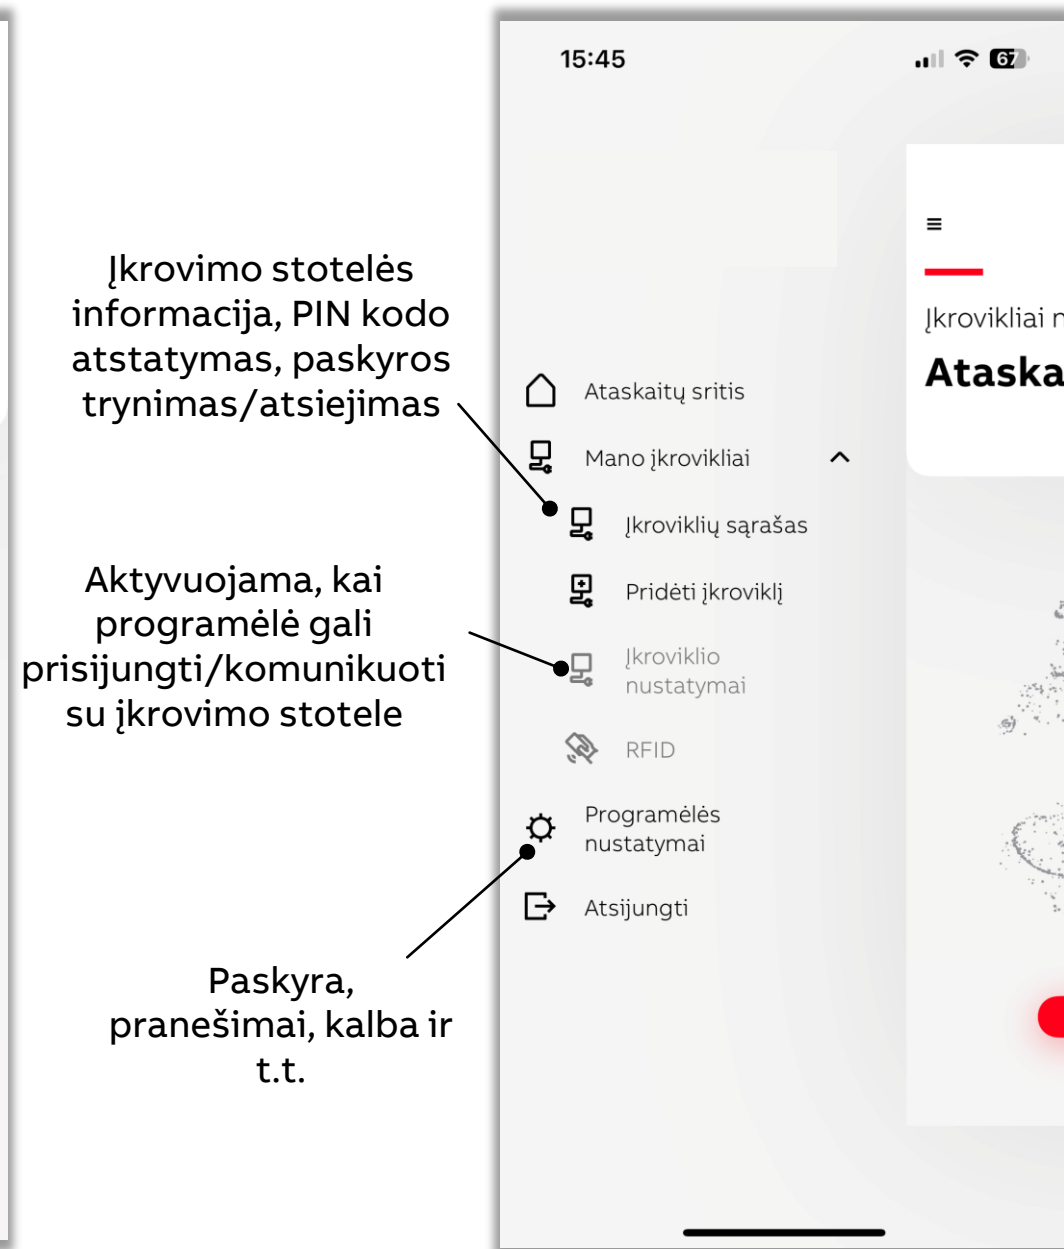 Įkrovimo stotelės
informacija, PIN kodo
atstatymas, paskyros
trynimas/atsiejimas
Aktyvuojama, kai
programėlė gali
prisijungti/komunikuoti
su įkrovimo stotele
Paskyra,
pranešimai, kalba ir
t.t.
15:45
67
Ataskaitų sritis
Mano įkrovikliai
Įkroviklių sąrašas
Pridėti įkroviklį
Įkroviklio
nustatymai
RFID
Programėlės
nustatymai
Atsijungti
Įkrovikliai